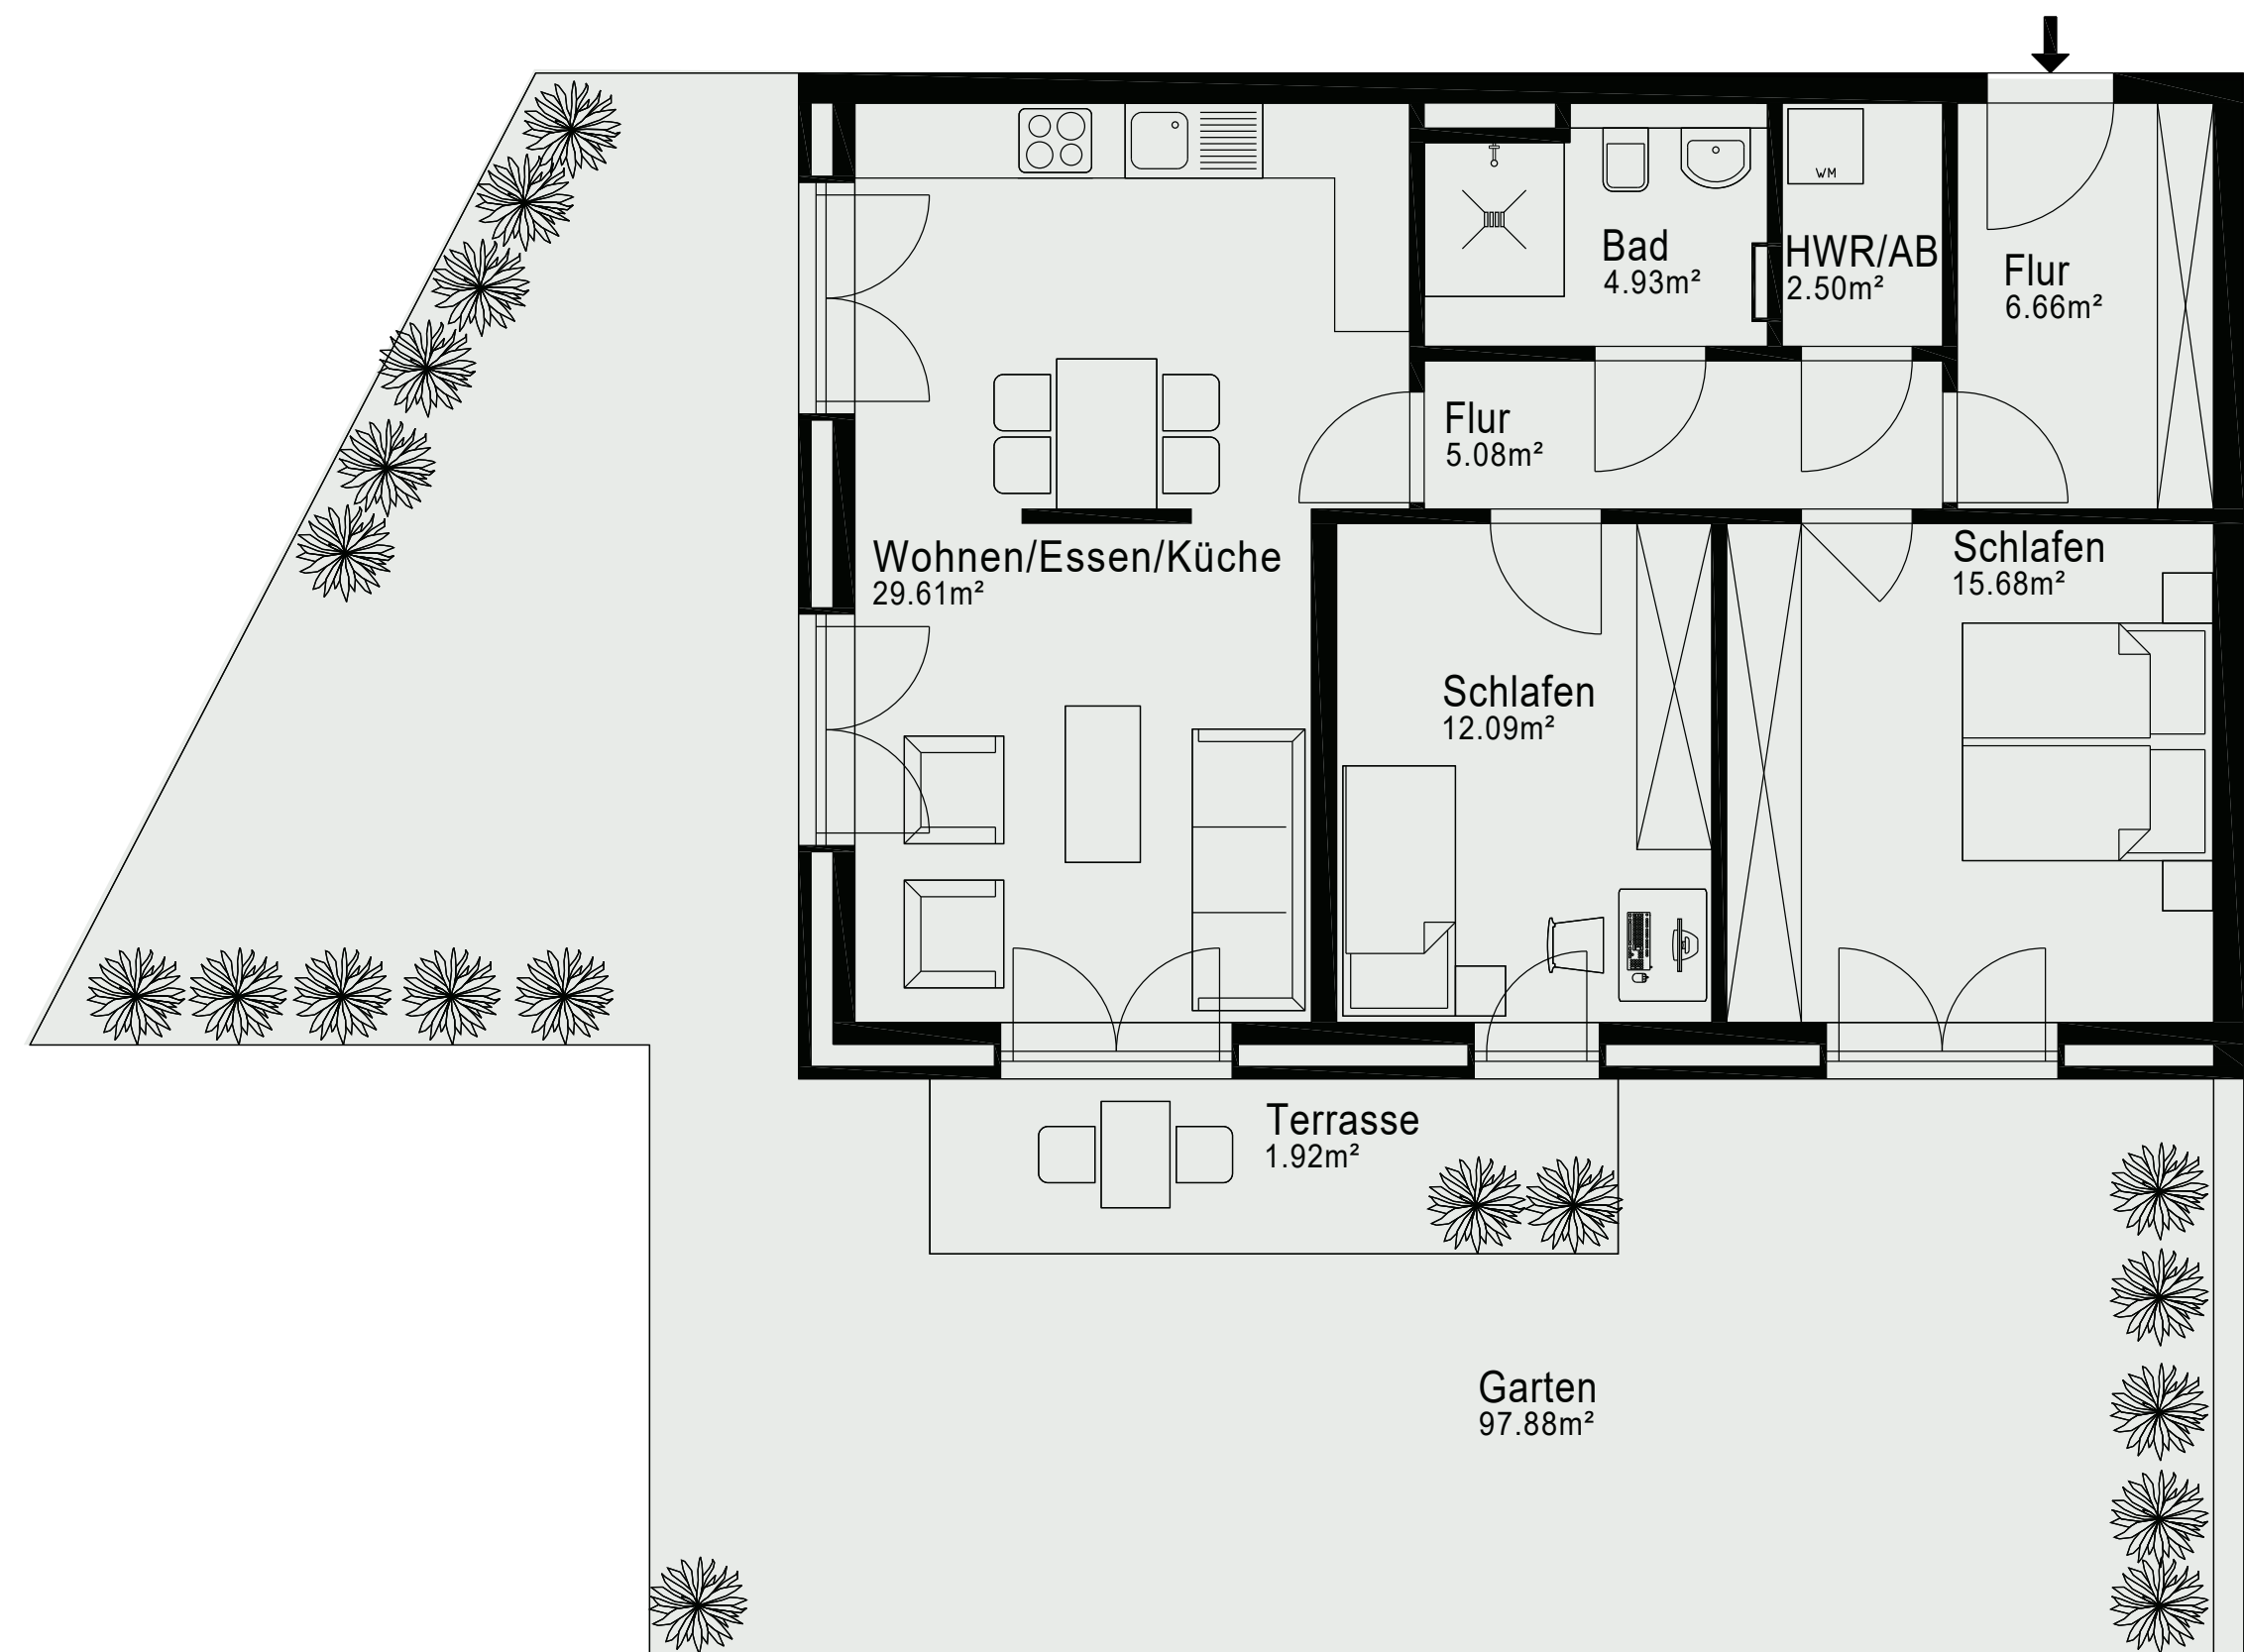 WM
Bad
4.93m²
HWR/AB
2.50m²
Flur
6.66m²
Flur
5.08m²
Wohnen/Essen/Küche
29.61m²
Schlafen
15.68m²
Schlafen
12.09m²
Terrasse
1.92m²
Garten
97.88m²